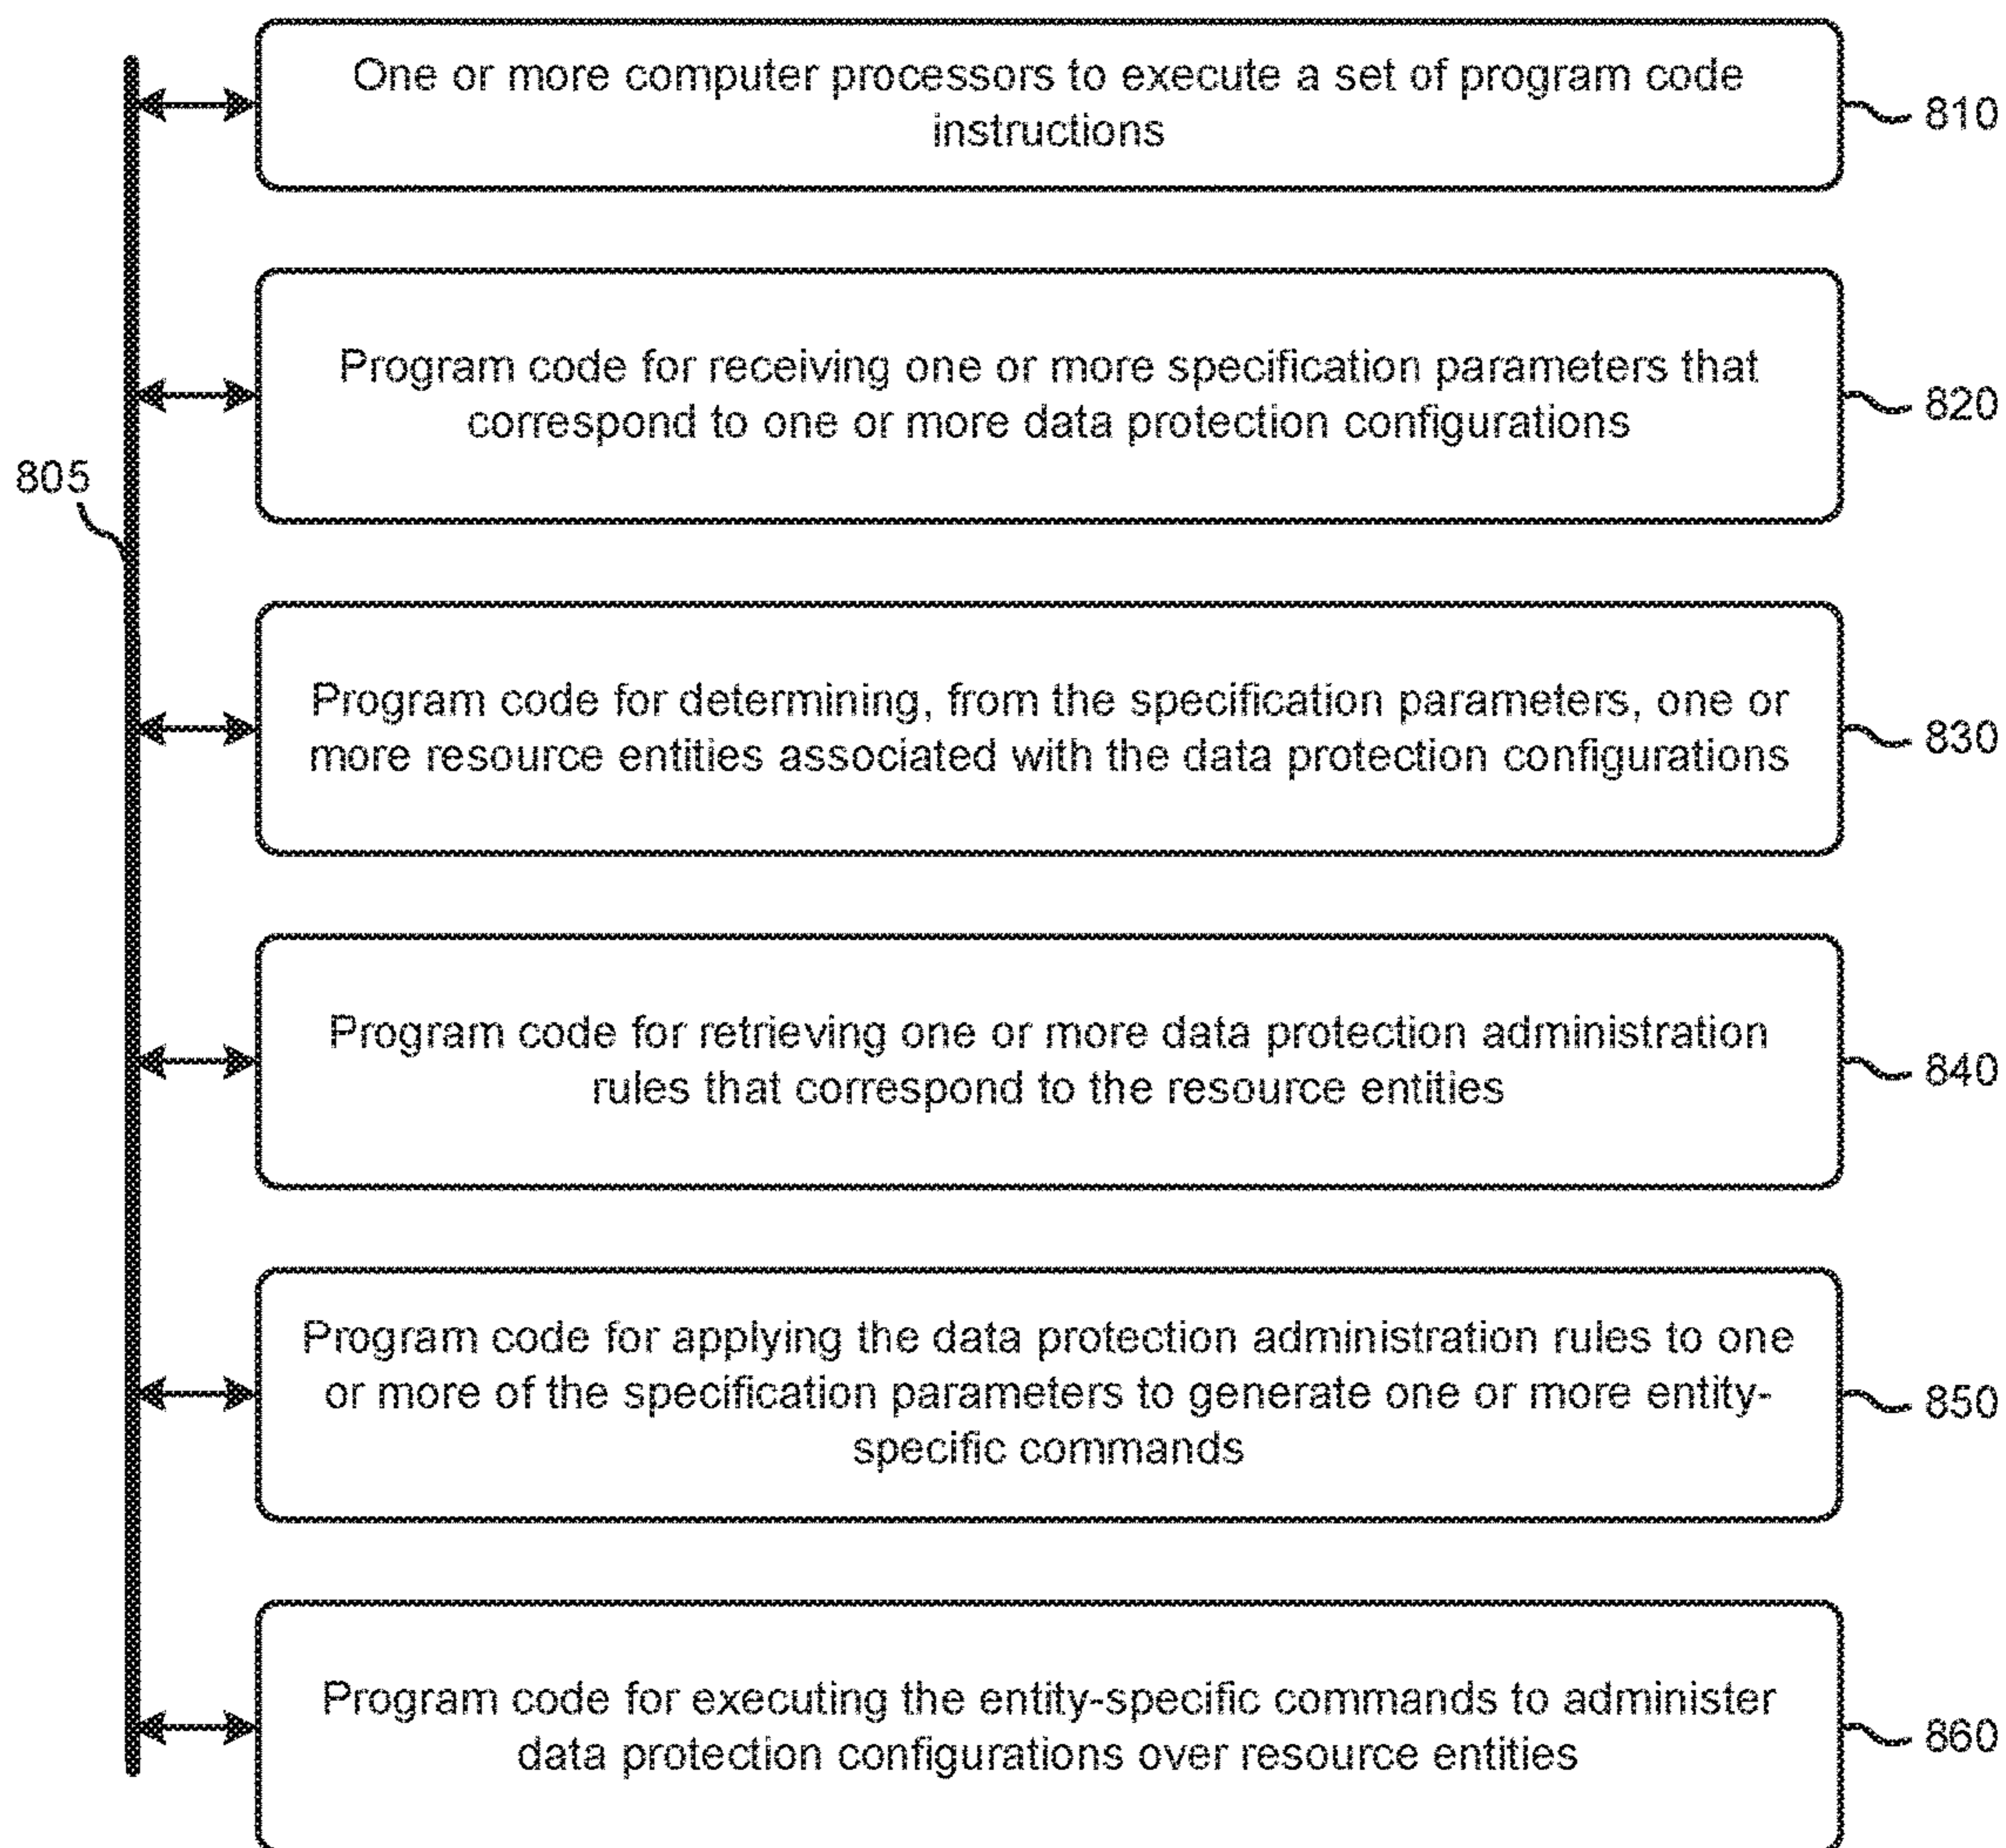 One or more computer processors to execute a set of program code
instructions
810
Program code for receiving one or more specification parameters that
correspond to one or more data protection configurations
820
805
Program code for determining, from the specification parameters, one or
more resource entities associated with the data protection configurations
830
Program code for retrieving one or more data protection administration
rules that correspond to the resource entities
840
Program code for applying the data protection administration rules to one
or more of the specification parameters to generate one or more entity-
specific commands
850
Program code for executing the entity-specific commands to administer
data protection configurations over resource entities
860